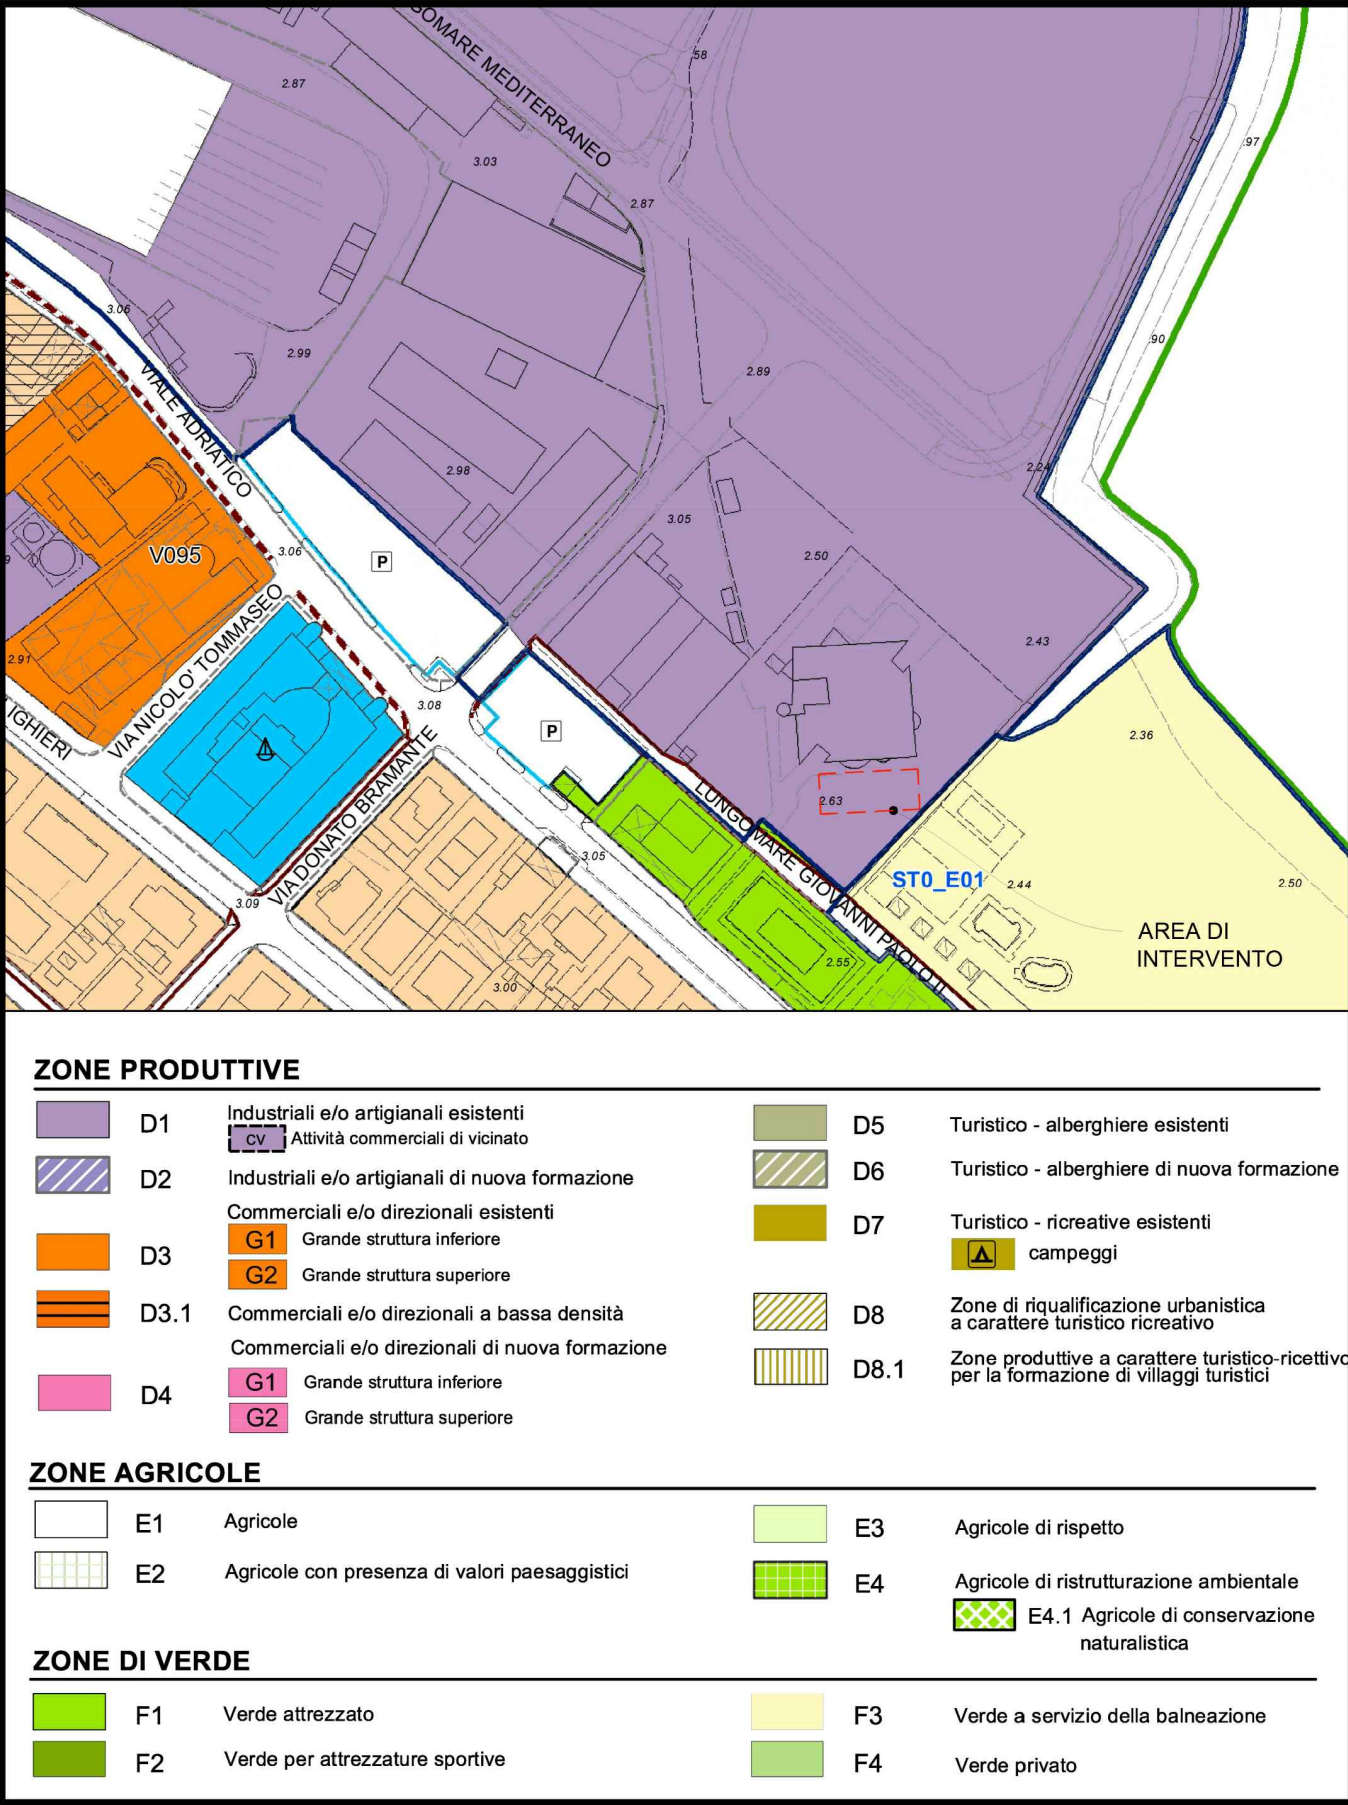 GOMARE MEDITERRANEO
58
2.87
3.03
97
2.87
3.06
90
2.99
2.89
VIALE ADRIATICO
2.98
2.24
3.05
V095
3.06
P
2.50
9
VIA NICOLO' TOMMASEO
2.43
2.91
3.08
P
2.36
IGHIERI
VIA DONATO BRAMANTE
2.63
LUNGOMARE GIOVANNI PAOLO II
3.05
ST0_E01
2.44
2.50
3.09
AREA DI
INTERVENTO
2.55
3.00
ZONE PRODUTTIVE
D1 Industriali e/o artigianali esistenti
cv Attività commerciali di vicinato
D2 Industriali e/o artigianali di nuova formazione
Commerciali e/o direzionali esistenti
D3
G1 Grande struttura inferiore
G2 Grande struttura superiore
D3.1 Commerciali e/o direzionali a bassa densità
Commerciali e/o direzionali di nuova formazione
D4
G1 Grande struttura inferiore
G2 Grande struttura superiore
D5 Turistico - alberghiere esistenti
D6 Turistico - alberghiere di nuova formazione
D7 Turistico - ricreative esistenti
campeggi
D8 Zone di riqualificazione urbanistica
a carattere turistico ricreativo
D8.1 Zone produttive a carattere turistico-ricettivo
per la formazione di villaggi turistici
ZONE AGRICOLE
E1 Agricole
E2 Agricole con presenza di valori paesaggistici
E3 Agricole di rispetto
E4 Agricole di ristrutturazione ambientale
E4.1 Agricole di conservazione
naturalistica
ZONE DI VERDE
F1 Verde attrezzato
F2 Verde per attrezzature sportive
F3 Verde a servizio della balneazione
F4 Verde privato